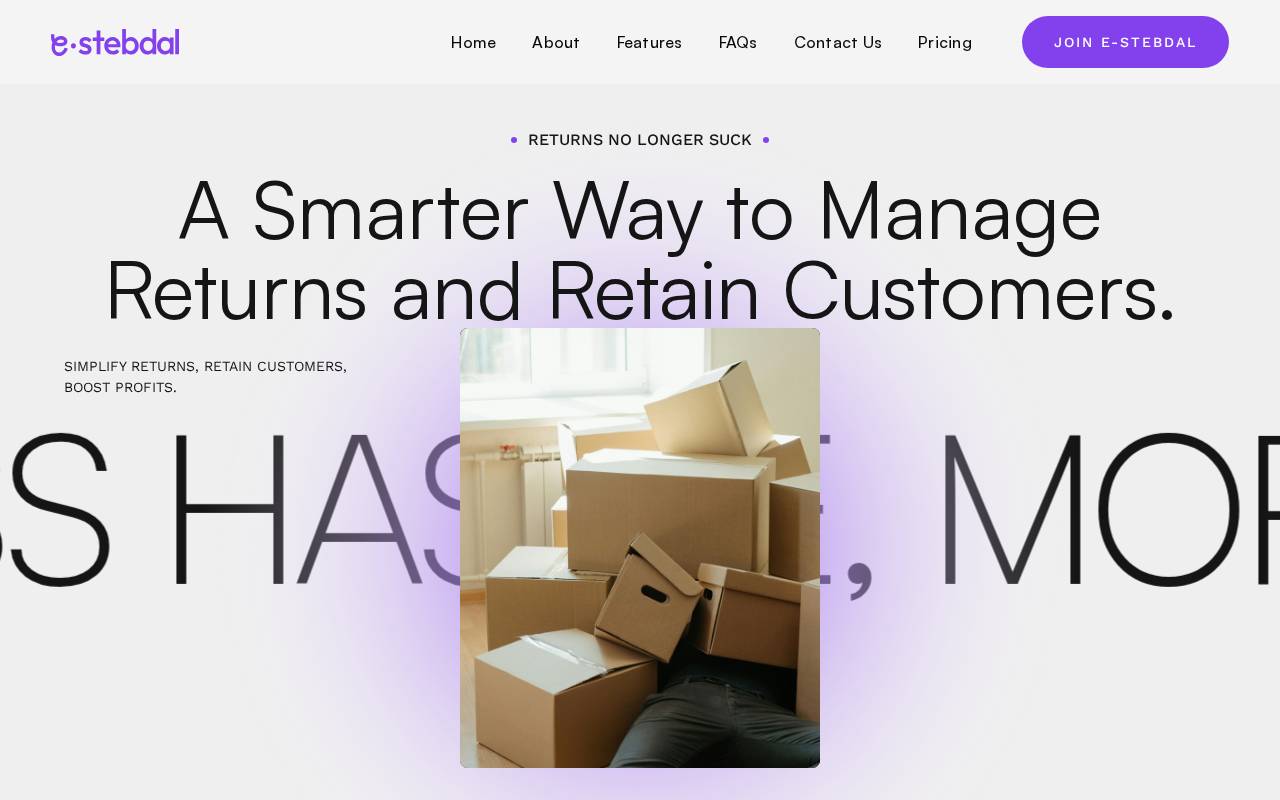 e·stebdal
Home About Features FAQs Contact Us Pricing JOIN E-STEBDAL
RETURNS NO LONGER SUCK
A Smarter Way to Manage
Returns and Retain Customers.
SIMPLIFY RETURNS, RETAIN CUSTOMERS,
BOOST PROFITS.